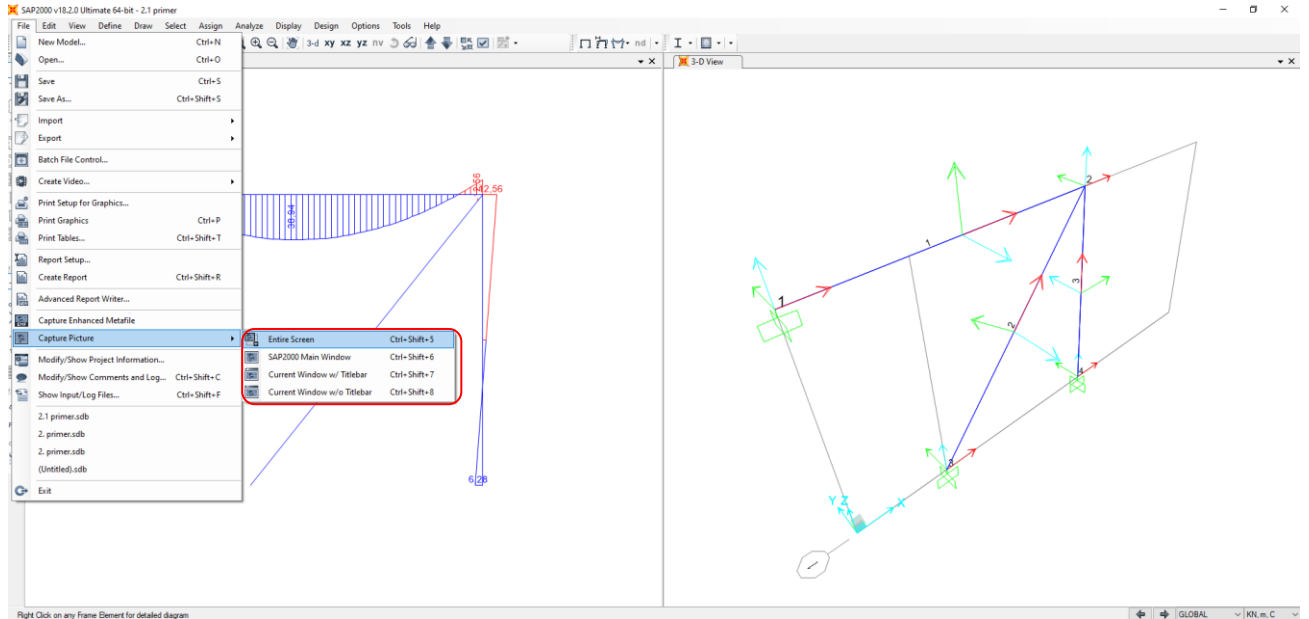 SAP2000 v18.2.0 Ultimate 64-bit - 2.1 primer
File Edit View Define Draw Select Assign Analyze Display Design Options Tools Help
3-d xy xz yz nv nd
3-D View
New Model... Ctrl+N
Open...  Ctrl+O
Save Ctrl+S
Save As... Ctrl+Shift+S
Import
Export
Batch File Control...
Create Video...
Print Setup for Graphics...
Print Graphics Ctrl+P
Print Tables... Ctrl+Shift+T
Report Setup...
Create Report Ctrl+Shift+R
Advanced Report Writer...
Capture Enhanced Metafile
Capture Picture
Modify/Show Project Information...
Modify/Show Comments and Log... Ctrl+Shift+C
Show Input/Log Files... Ctrl+Shift+F
2.1 primer.sdb
2. primer.sdb
2. primer.sdb
(Untitled).sdb
Exit
Entire Screen Ctrl+Shift+5
SAP2000 Main Window Ctrl+Shift+6
Current Window w/ Titlebar Ctrl+Shift+7
Current Window w/o Titlebar Ctrl+Shift+8
30,94
6,28
2
1
1
3
2
4
3
Y Z X
1
Right Click on any Frame Element for detailed diagram
GLOBAL
KN, m, C